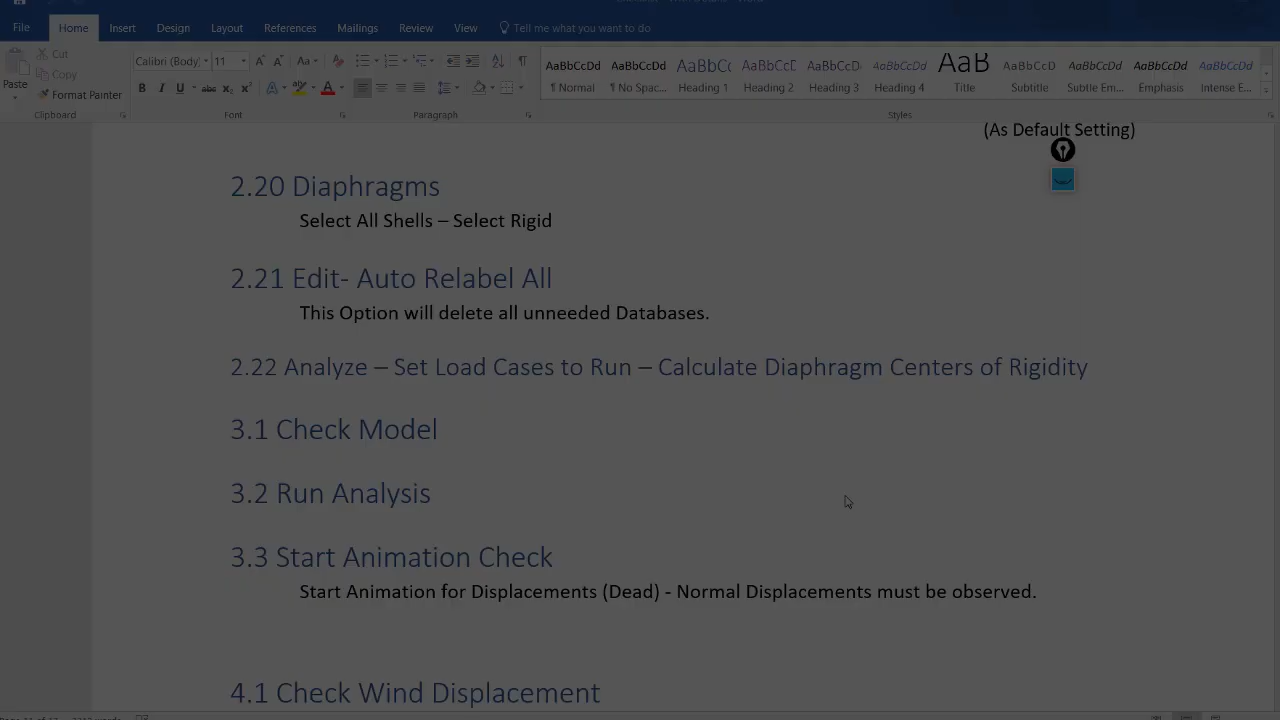 File Home Insert Design Layout References Mailings Review View Tell me what you want to do
Cut
Copy
Paste
Format Painter
Calibri (Body) 11
AaBbCcDd AaBbCcDd AaBbCc AaBbCcDdE AaBbCcDd AaBbCcDd AaB AaBbCcDd AaBbCcDd AaBbCcDd AaBbCcDd
¶ Normal ¶ No Spac... Heading 1 Heading 2 Heading 3 Heading 4 Title Subtitle Subtle Em... Emphasis Intense E...
Clipboard Font Paragraph Styles
(As Default Setting)
2.20 Diaphragms
Select All Shells – Select Rigid
2.21 Edit- Auto Relabel All
This Option will delete all unneeded Databases.
2.22 Analyze – Set Load Cases to Run – Calculate Diaphragm Centers of Rigidity
3.1 Check Model
3.2 Run Analysis
3.3 Start Animation Check
Start Animation for Displacements (Dead) - Normal Displacements must be observed.
4.1 Check Wind Displacement